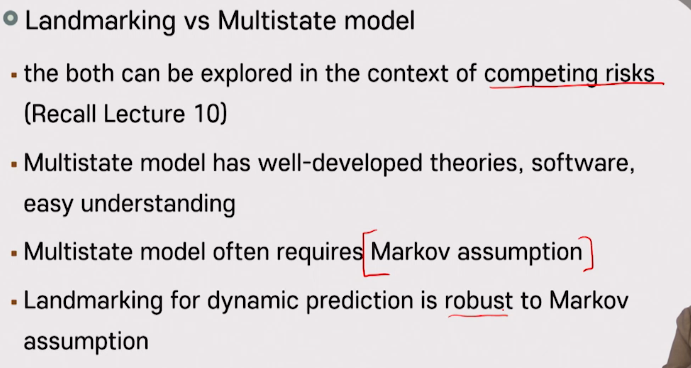 Landmarking vs Multistate model
the both can be explored in the context of competing risks
(Recall Lecture 10)
Multistate model has well-developed theories, software,
easy understanding
Multistate model often requires [Markov assumption]
Landmarking for dynamic prediction is robust to Markov
assumption